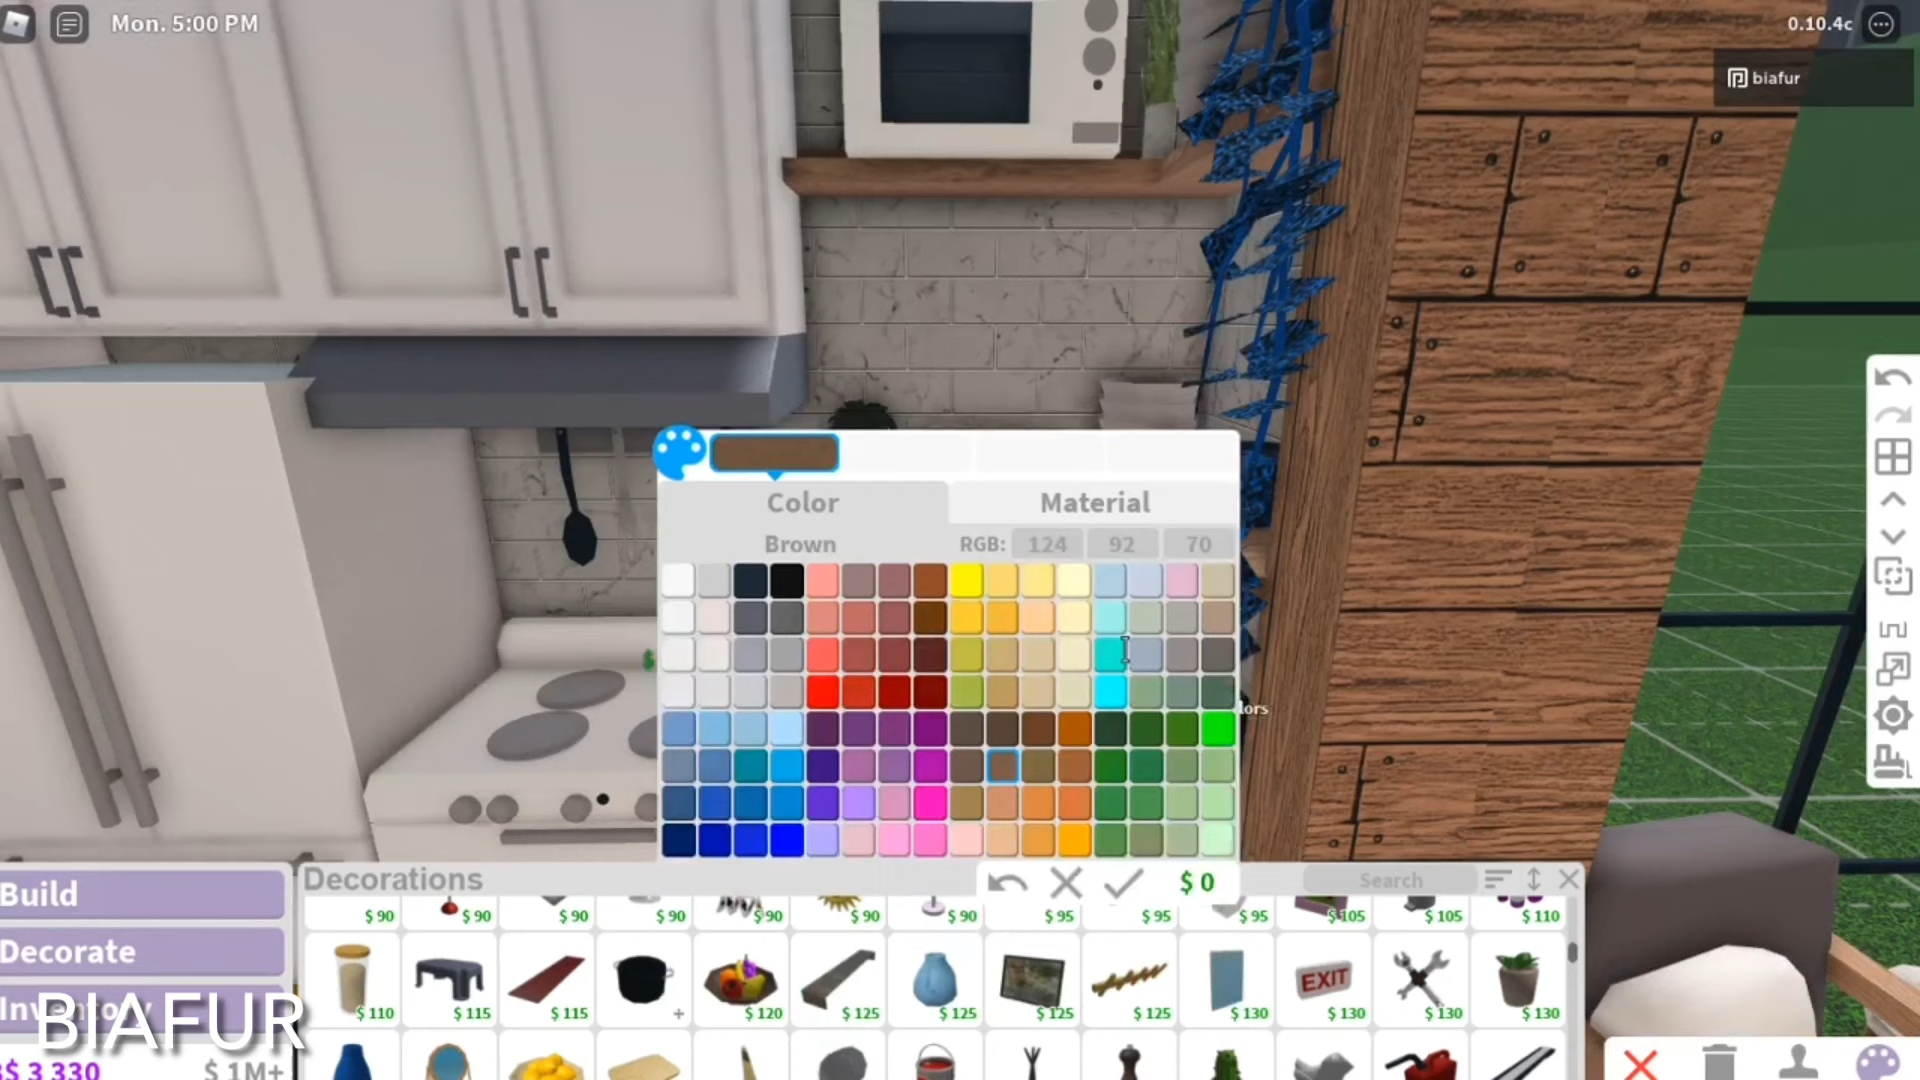 Mon. 5:00 PM
0.10.4c
biafur
Color
Material
Brown
RGB: 124 92 70
lors
Build
Decorations
$ 0
Search
$ 90 $ 90 $ 90 $ 90 $ 90 $ 90 $ 90 $ 95 $ 95 $ 95 $ 105 $ 105 $ 110
Decorate
EXIT
Inventory
BIAFUR
$ 110 $ 115 $ 115 + $ 120 $ 125 $ 125 $ 125 $ 125 $ 130 $ 130 $ 130 $ 130
$ 3 330
$ 1M+